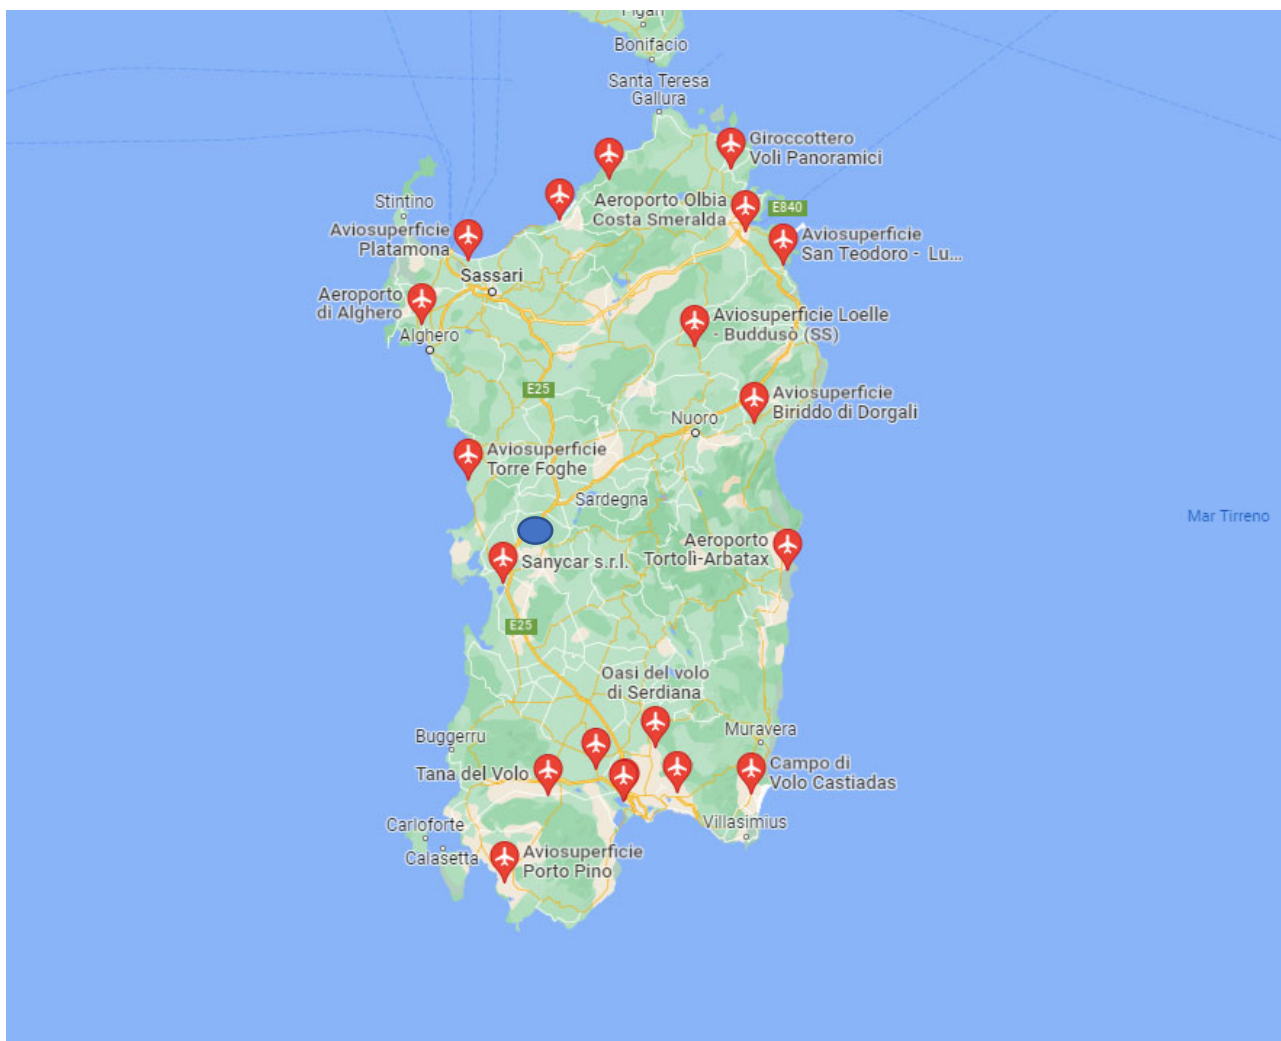 Figari
Bonifacio
Santa Teresa
Gallura
Giroccottero
Voli Panoramici
Stintino
Aeroporto Olbia
Costa Smeralda
E840
Aviosuperficie
Platamona
Aviosuperficie
San Teodoro - Lu...
Sassari
Aeroporto
di Alghero
Alghero
Aviosuperficie Loelle
- Buddusò (SS)
E25
Aviosuperficie
Biriddo di Dorgali
Nuoro
Aviosuperficie
Torre Foghe
Sardegna
Mar Tirreno
Aeroporto
Tortolì-Arbatax
Sanycar s.r.l.
E25
Oasi del volo
di Serdiana
Buggerru
Muravera
Tana del Volo
Campo di
Volo Castiadas
Carloforte
Villasimius
Calasetta
Aviosuperficie
Porto Pino